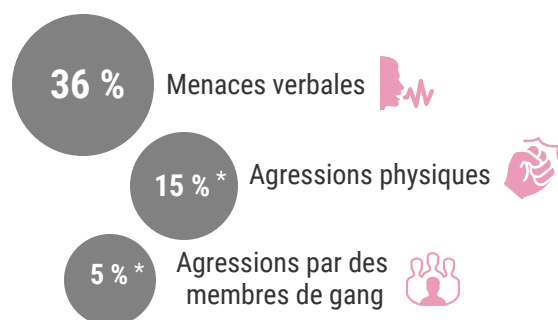 36 %
Menaces verbales
15 % *
Agressions physiques
5 % *
Agressions par des
membres de gang